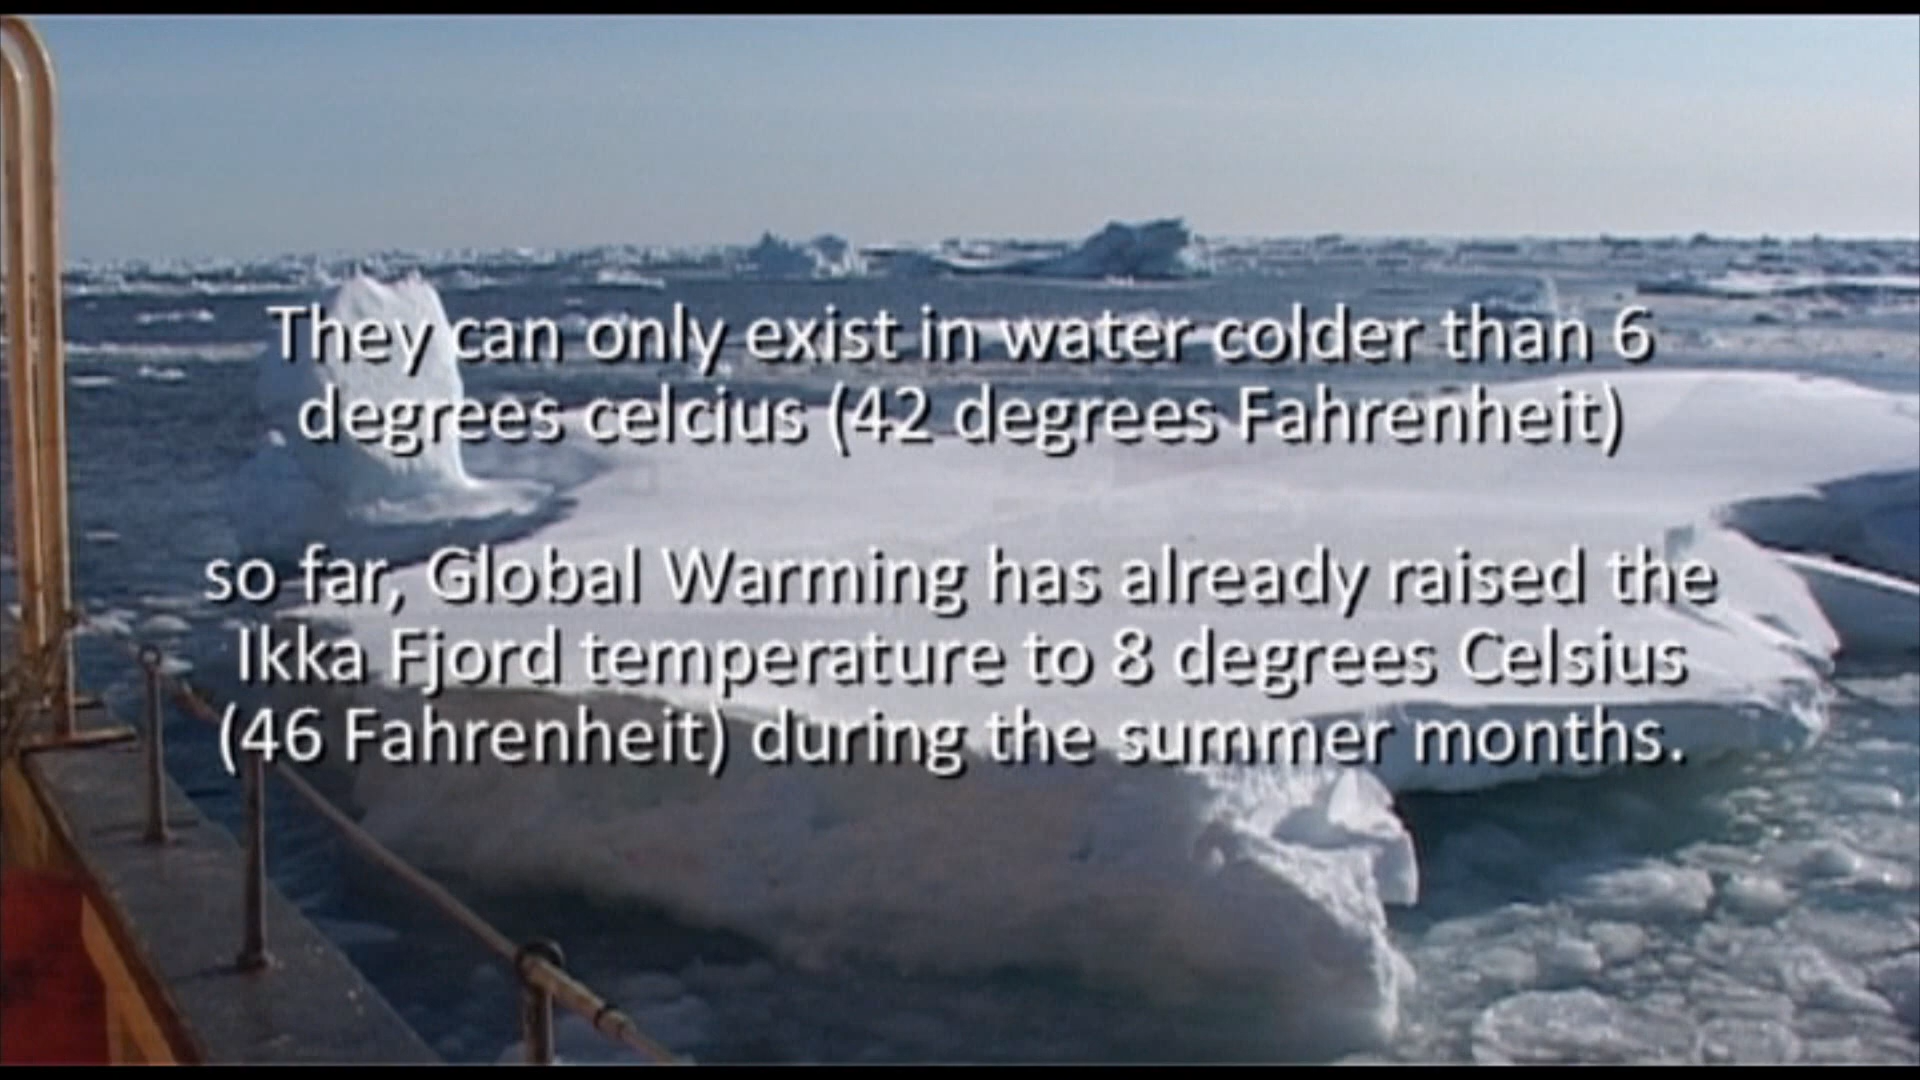 They can only exist in water colder than 6
degrees celcius (42 degrees Fahrenheit)
so far, Global Warming has already raised the
Ikka Fjord temperature to 8 degrees Celsius
(46 Fahrenheit) during the summer months.